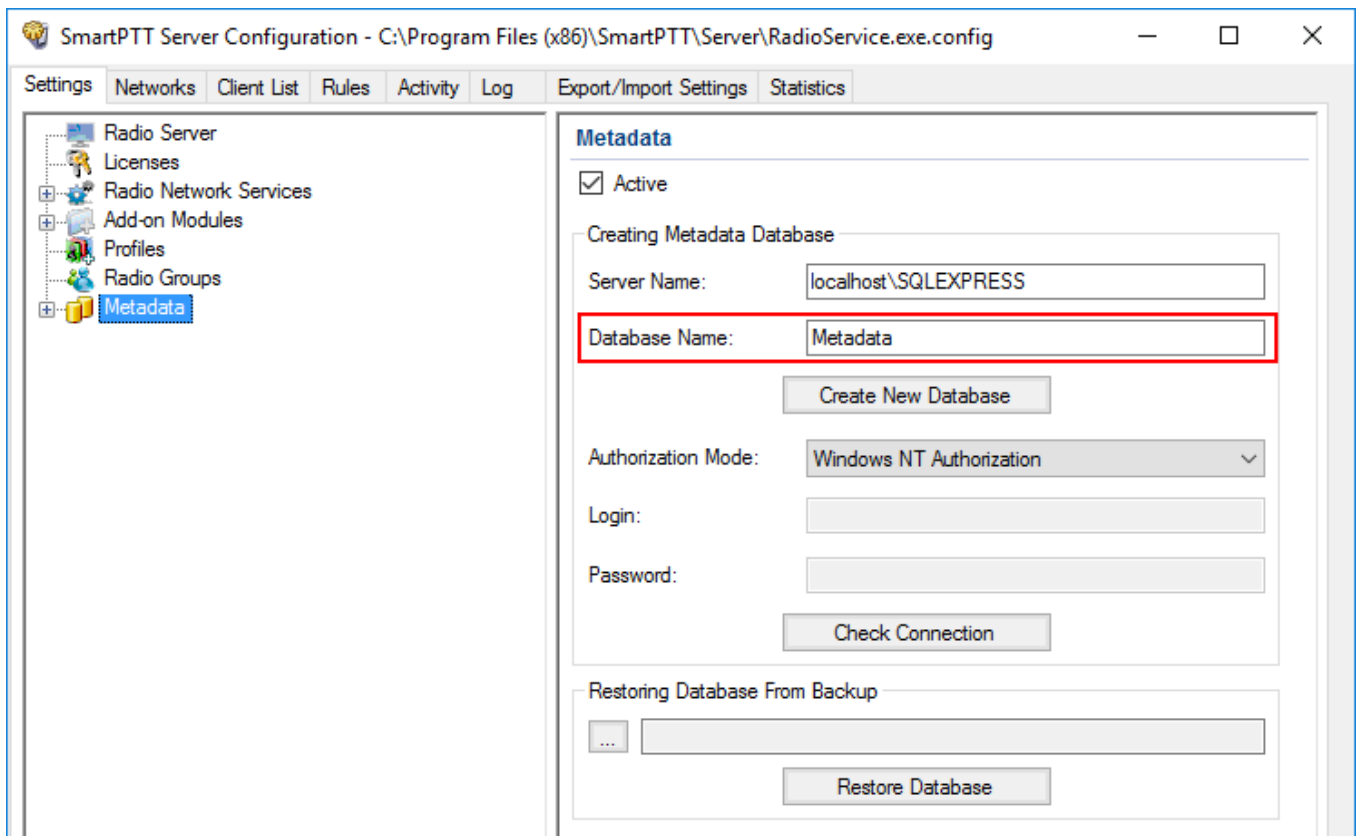 SmartPTT Server Configuration - C:\Program Files (x86)\SmartPTT\Server\RadioService.exe.config
Settings Networks Client List Rules Activity Log Export/Import Settings Statistics
Radio Server
Licenses
Radio Network Services
Add-on Modules
Profiles
Radio Groups
Metadata
Metadata
Active
Creating Metadata Database
Server Name: localhost\SQLEXPRESS
Database Name: Metadata
Create New Database
Authorization Mode: Windows NT Authorization
Login:
Password:
Check Connection
Restoring Database From Backup
...
Restore Database